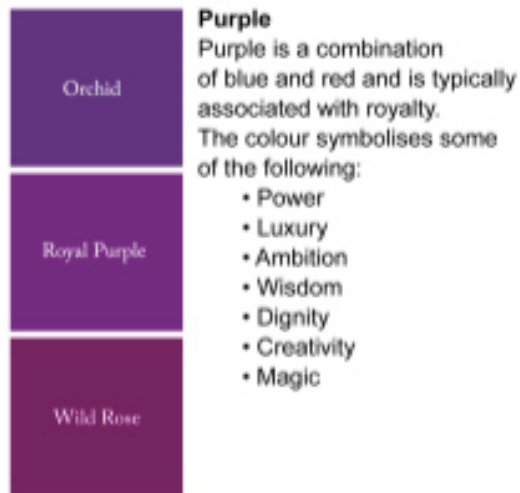 Orchid
Royal Purple
Wild Rose
Purple
Purple is a combination
of blue and red and is typically
associated with royalty.
The colour symbolises some
of the following:
• Power
• Luxury
• Ambition
• Wisdom
• Dignity
• Creativity
• Magic